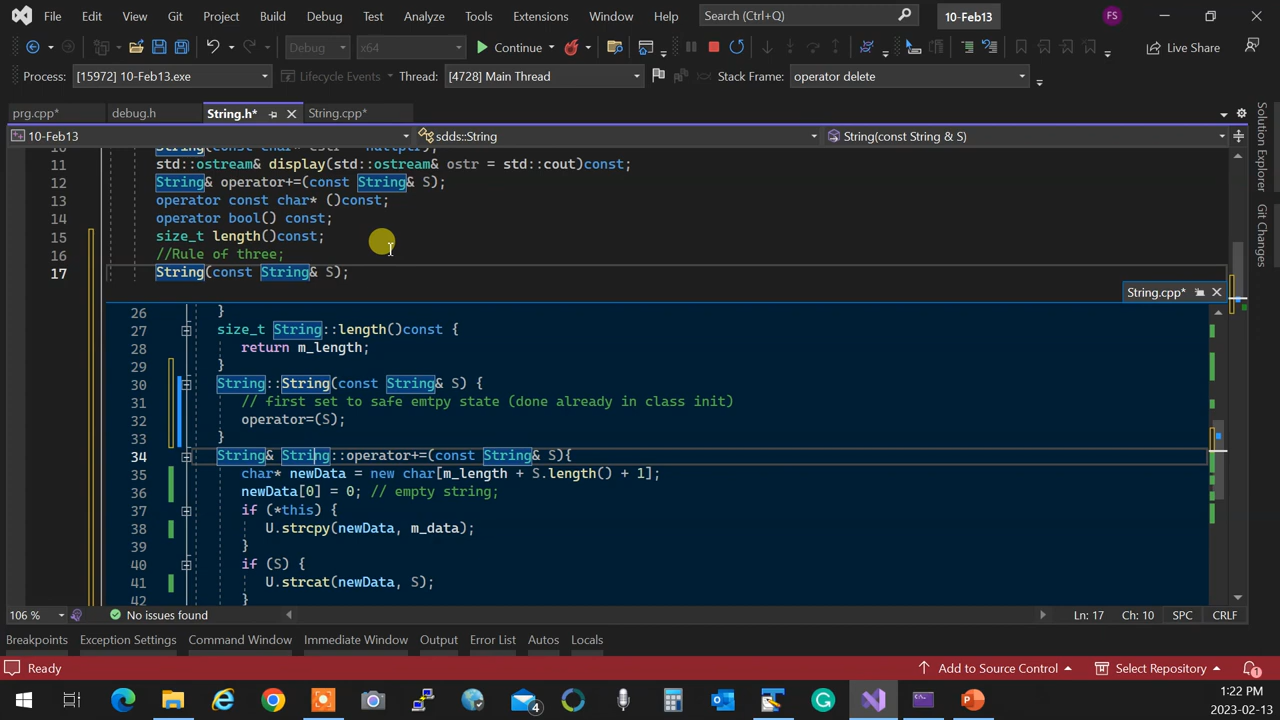 File Edit View Git Project Build Debug Test Analyze Tools Extensions Window Help Search (Ctrl+Q) 10-Feb13 FS
Debug x64 Continue Live Share
Process: [15972] 10-Feb13.exe Lifecycle Events Thread: [4728] Main Thread Stack Frame: operator delete
prg.cpp* debug.h String.h* String.cpp*
10-Feb13 sdds::String String(const String & S)
11 std::ostream& display(std::ostream& ostr = std::cout)const;
12 String& operator+=(const String& S);
13 operator const char* ()const;
14 operator bool() const;
15 size_t length()const;
16 //Rule of three;
17 String(const String& S);
String.cpp*
26 }
27 size_t String::length()const {
28 return m_length;
29 }
30 String::String(const String& S) {
31 // first set to safe emtpy state (done already in class init)
32 operator=(S);
33 }
34 String& String::operator+=(const String& S){
35 char* newData = new char[m_length + S.length() + 1];
36 newData[0] = 0; // empty string;
37 if (*this) {
38 U.strcpy(newData, m_data);
39 }
40 if (S) {
41 U.strcat(newData, S);
42 }
Solution Explorer
Git Changes
106 % No issues found Ln: 17 Ch: 10 SPC CRLF
Breakpoints Exception Settings Command Window Immediate Window Output Error List Autos Locals
Ready Add to Source Control Select Repository 1
4
1:22 PM
2023-02-13